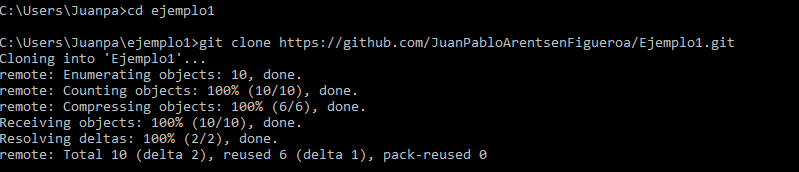 C:\Users\Juanpa>cd ejemplo1
C:\Users\Juanpa\ejemplo1>git clone https://github.com/JuanPabloArentsenFigueroa/Ejemplo1.git
Cloning into 'Ejemplo1'...
remote: Enumerating objects: 10, done.
remote: Counting objects: 100% (10/10), done.
remote: Compressing objects: 100% (6/6), done.
Receiving objects: 100% (10/10), done.
Resolving deltas: 100% (2/2), done.
remote: Total 10 (delta 2), reused 6 (delta 1), pack-reused 0